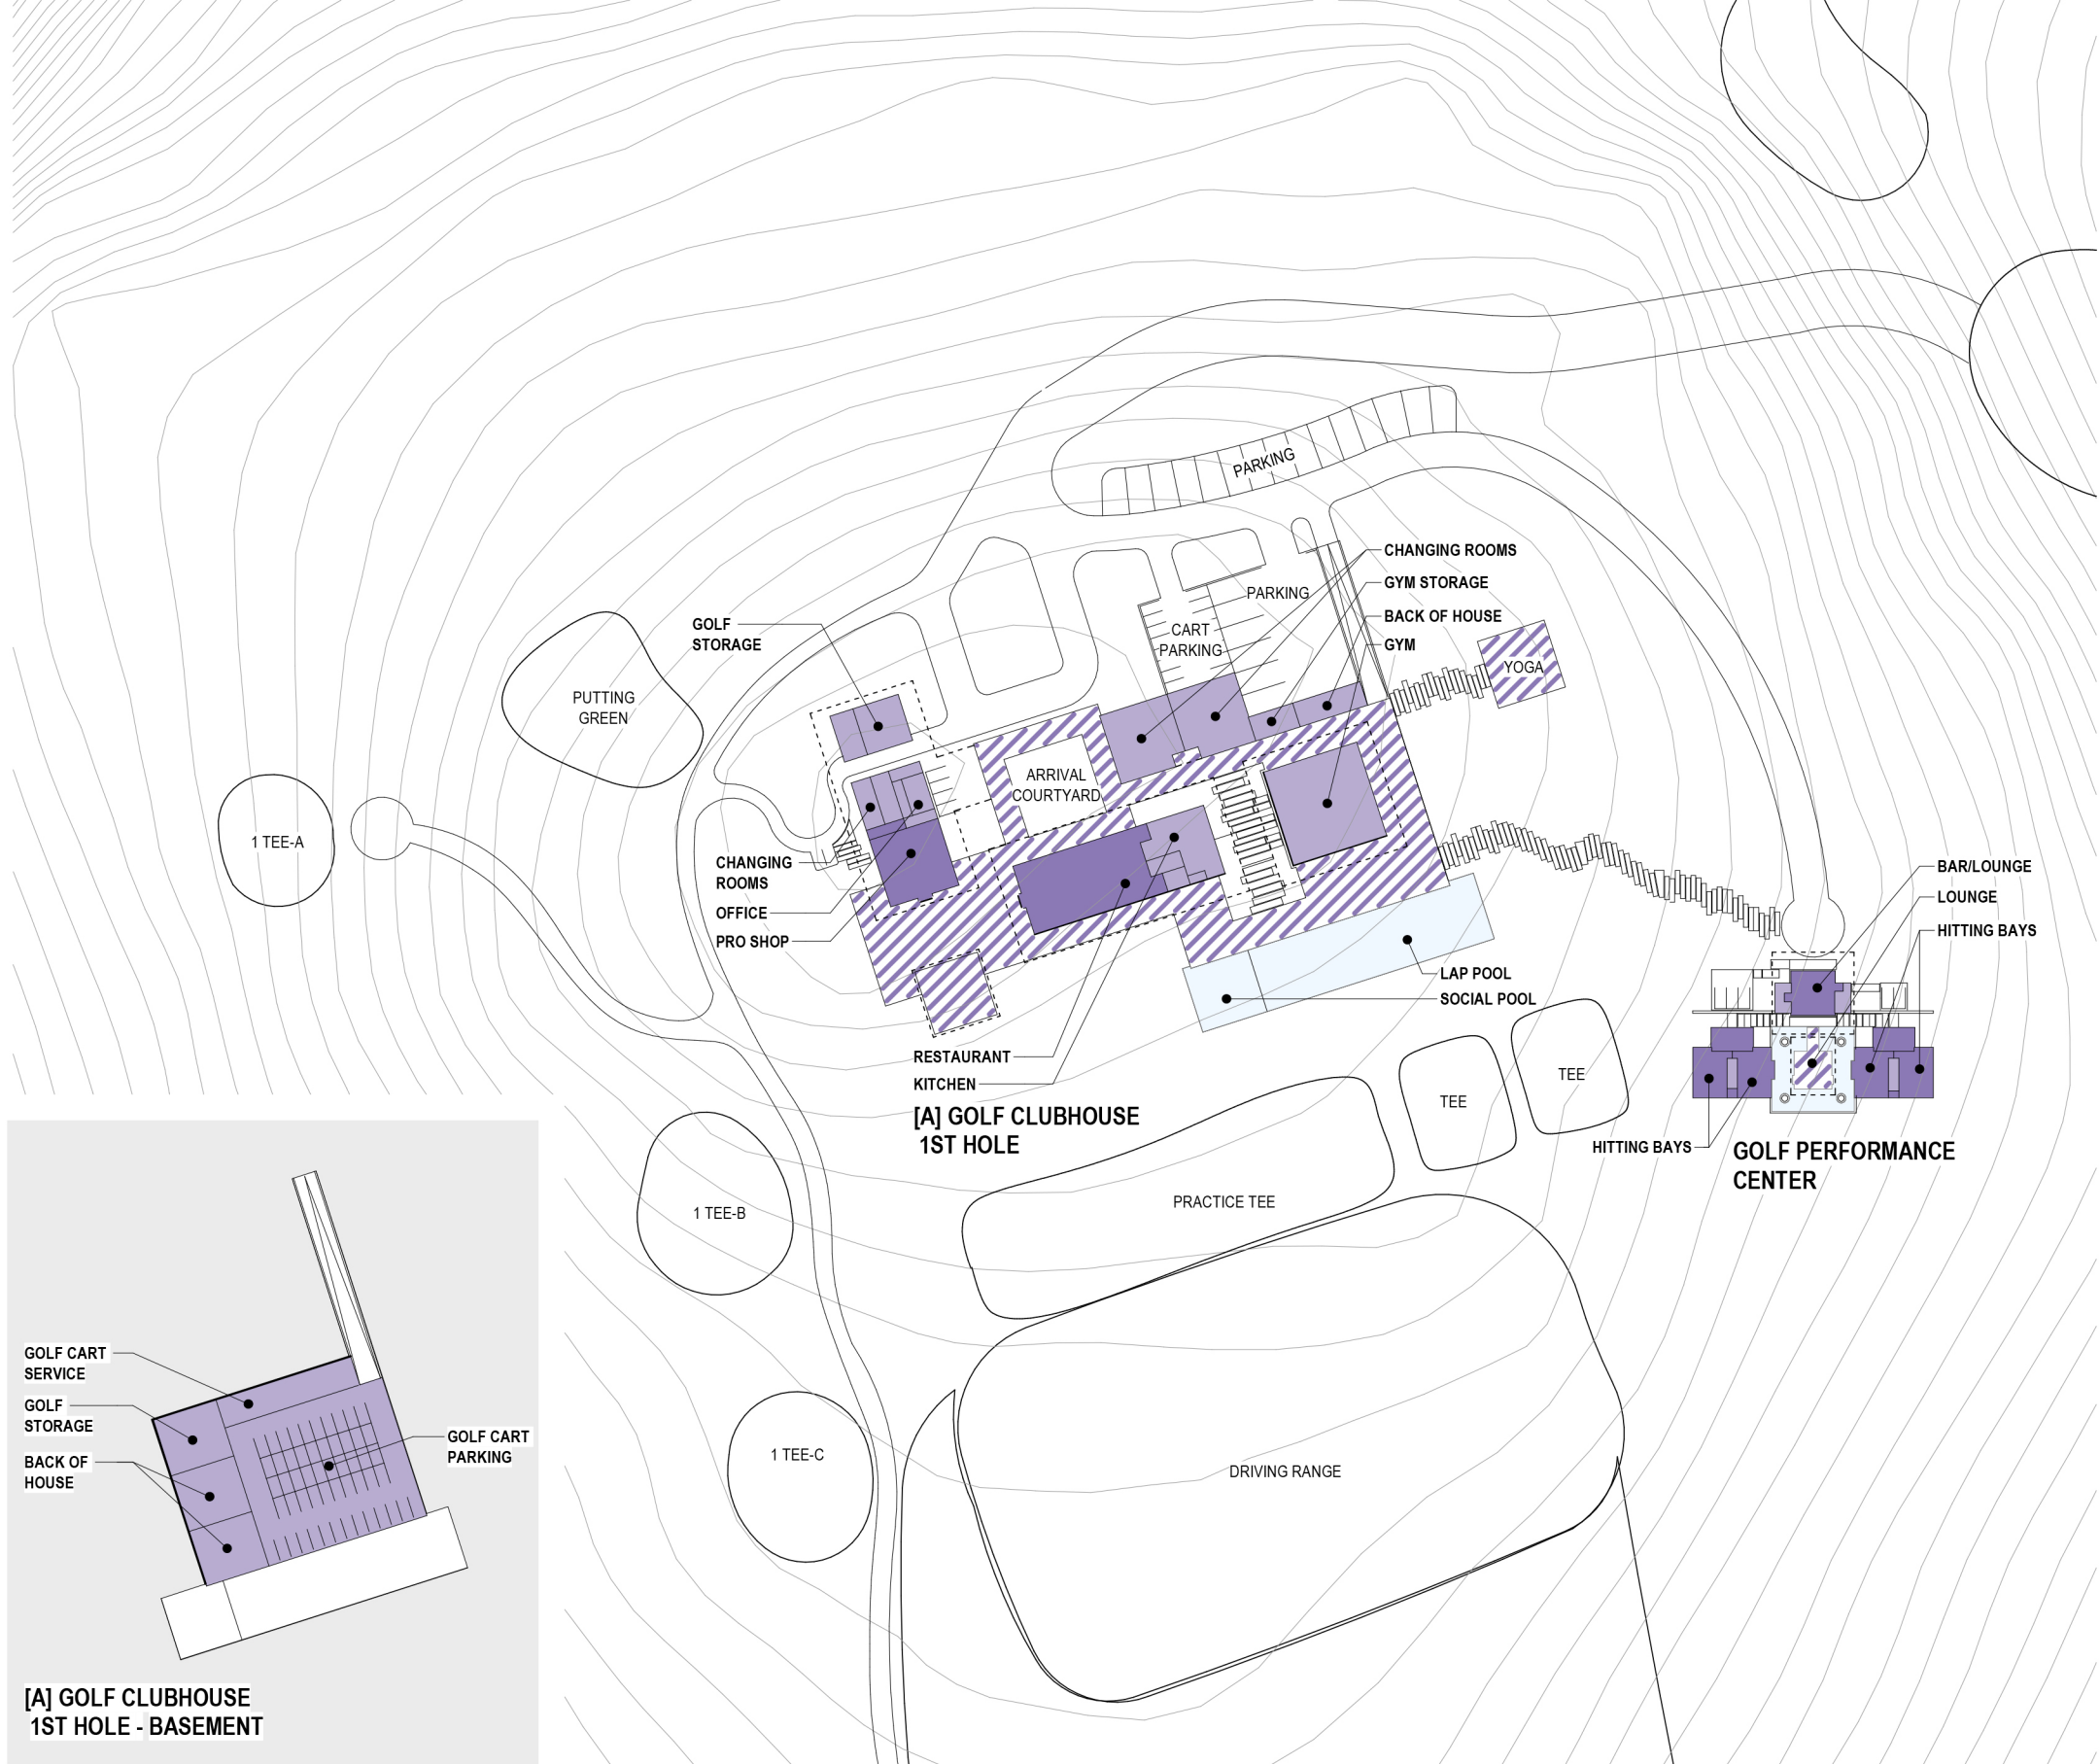 PARKING
CHANGING ROOMS
GYM STORAGE
PARKING
BACK OF HOUSE
GOLF
STORAGE
CART
PARKING
GYM
YOGA
PUTTING
GREEN
ARRIVAL
COURTYARD
1 TEE-A
CHANGING
ROOMS
OFFICE
PRO SHOP
BAR/LOUNGE
LOUNGE
HITTING BAYS
LAP POOL
SOCIAL POOL
RESTAURANT
KITCHEN
[A] GOLF CLUBHOUSE
1ST HOLE
TEE
TEE
HITTING BAYS
GOLF PERFORMANCE
CENTER
PRACTICE TEE
1 TEE-B
1 TEE-C
DRIVING RANGE
GOLF CART
SERVICE
GOLF
STORAGE
BACK OF
HOUSE
GOLF CART
PARKING
[A] GOLF CLUBHOUSE
1ST HOLE - BASEMENT